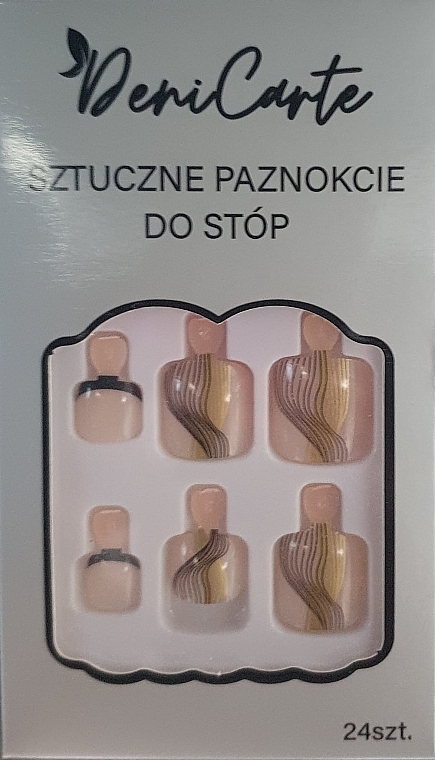 DeniCarte
SZTUCZNE PAZNOKCIE
DO STÓP
24szt.